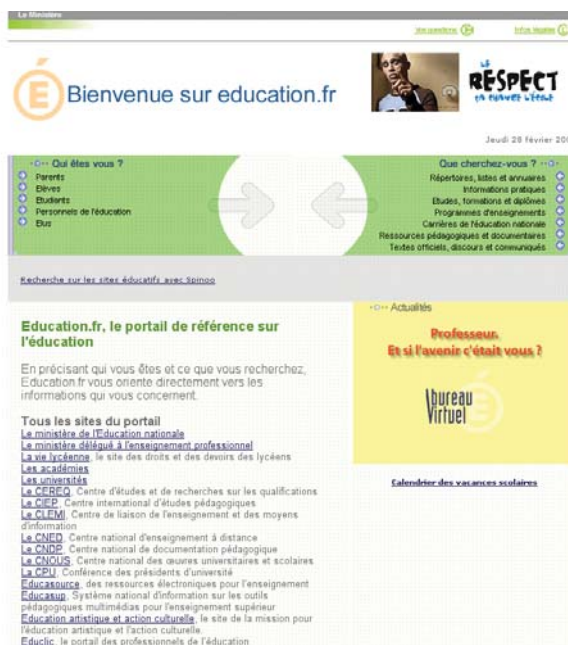 Le Ministère
Vos questions
Infos légales
É
Bienvenue sur education.fr
LE RESPECT
ÇA CHANGE L'ÉCOLE
Jeudi 28 février 20
Qui êtes vous ?
Parents
Elèves
Etudiants
Personnels de l'éducation
Elus
Que cherchez-vous ?
Répertoires, listes et annuaires
Informations pratiques
Etudes, formations et diplômes
Programmes d'enseignements
Carrières de l'éducation nationale
Ressources pédagogiques et documentaires
Textes officiels, discours et communiqués
Recherche sur les sites éducatifs avec Spinoo
Education.fr, le portail de référence sur
l'éducation
En précisant qui vous êtes et ce que vous recherchez,
Education.fr vous oriente directement vers les
informations qui vous concernent.
Tous les sites du portail
Le ministère de l'Education nationale
Le ministère délégué à l'enseignement professionnel
La vie lycéenne, le site des droits et des devoirs des lycéens
Les académies
Les universités
Le CEREQ, Centre d'études et de recherches sur les qualifications
Le CIEP, Centre international d'études pédagogiques
Le CLEMI, Centre de liaison de l'enseignement et des moyens
d'information
Le CNED, Centre national d'enseignement à distance
Le CNDP, Centre national de documentation pédagogique
Le CNOUS, Centre national des œuvres universitaires et scolaires
La CPU, Conférence des présidents d'université
Educasource, des ressources électroniques pour l'enseignement
Educasup, Système national d'information sur les outils
pédagogiques multimédias pour l'enseignement supérieur
Education artistique et action culturelle, le site de la mission pour
l'éducation artistique et l'action culturelle.
Educlic, le portail des professionnels de l'éducation
Actualités
Professeur.
Et si l'avenir c'était vous ?
bureau
Virtuel
Calendrier des vacances scolaires